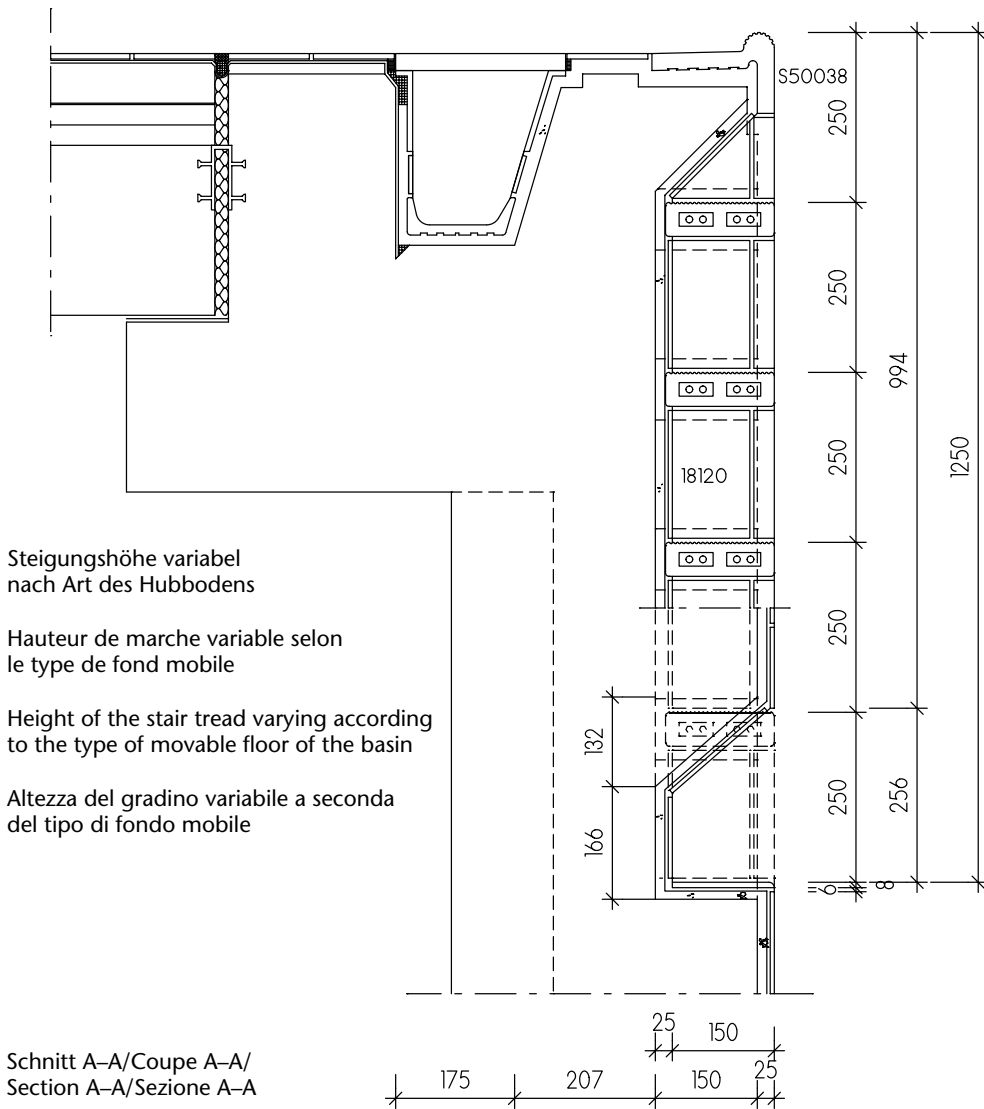 S50038
250
250
994
250
1250
18120
Steigungshöhe variabel
nach Art des Hubbodens
Hauteur de marche variable selon
le type de fond mobile
250
Height of the stair tread varying according
to the type of movable floor of the basin
132
250
256
Altezza del gradino variabile a seconda
del tipo di fondo mobile
166
6
8
25
150
Schnitt A–A/Coupe A–A/
Section A–A/Sezione A–A
175
207
150
25